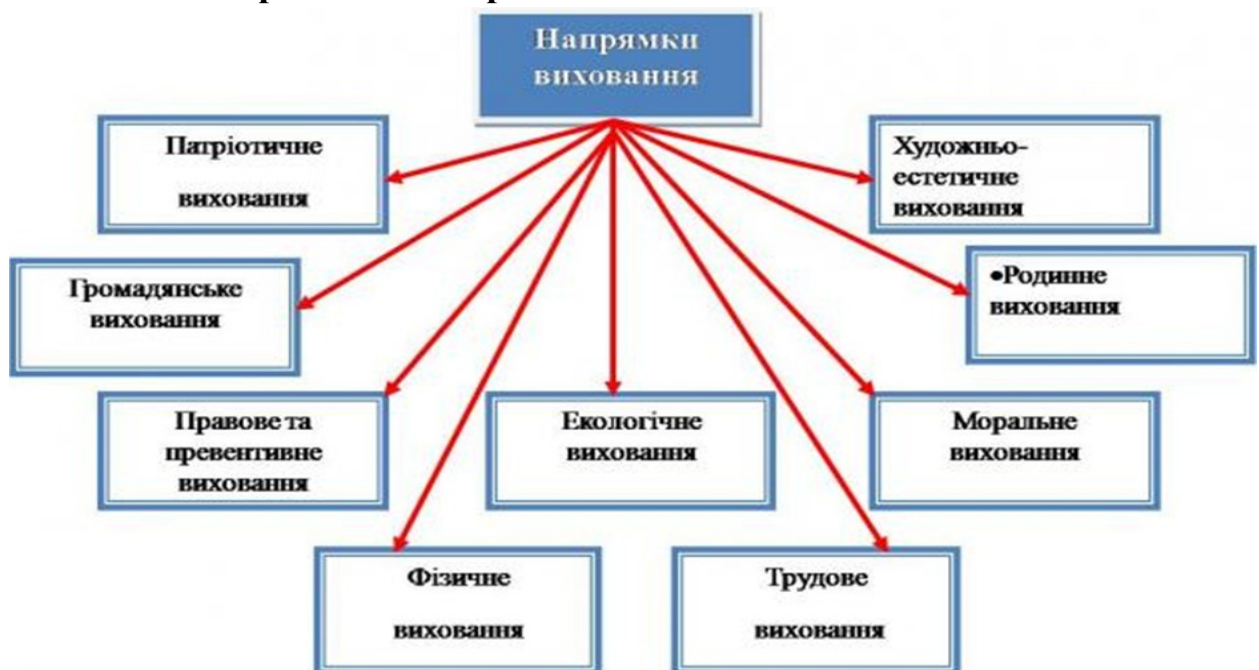 Напрямки
виховання
Патріотичне
виховання
Художньо-
естетичне
виховання
Громадянське
виховання
•Родинне
виховання
Правове та
превентивне
виховання
Екологічне
виховання
Моральне
виховання
Фізичне
виховання
Трудове
виховання